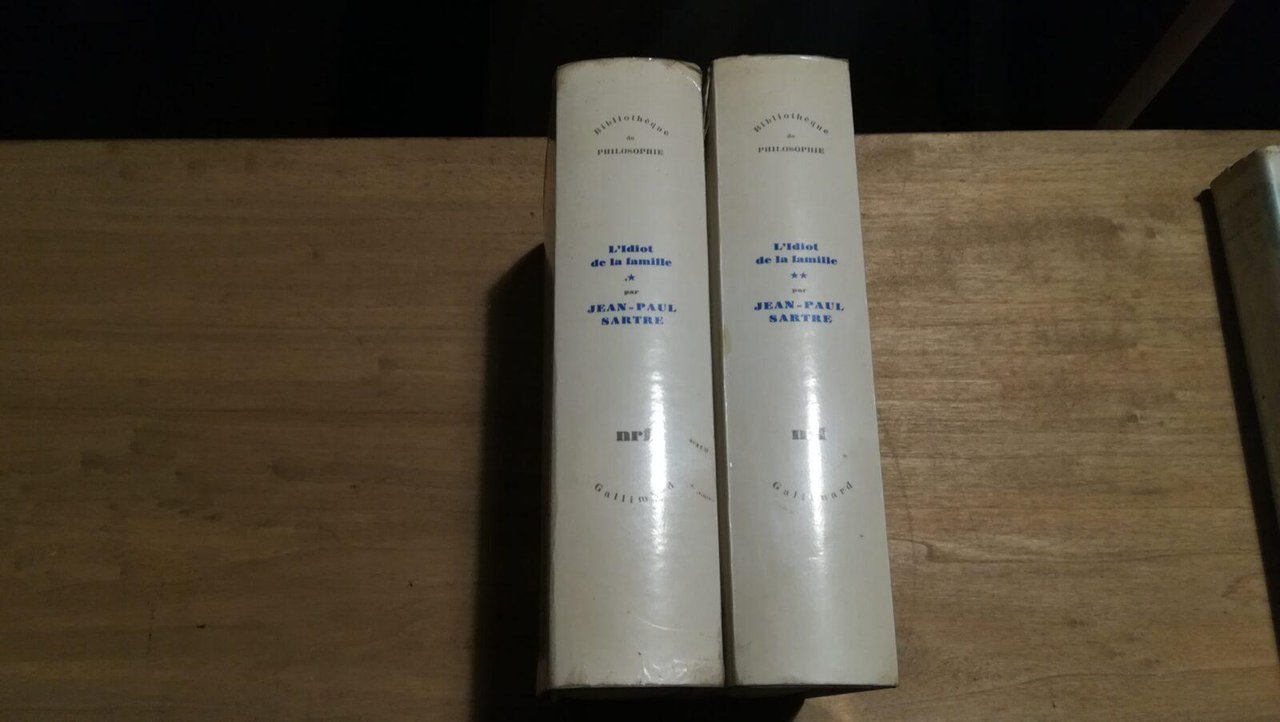 Bibliothèque
de
PHILOSOPHIE
L'Idiot
de la famille
★
par
JEAN-PAUL
SARTRE
nrf
Gallimard
Bibliothèque
de
PHILOSOPHIE
L'Idiot
de la famille
★★
par
JEAN-PAUL
SARTRE
nrf
Gallimard